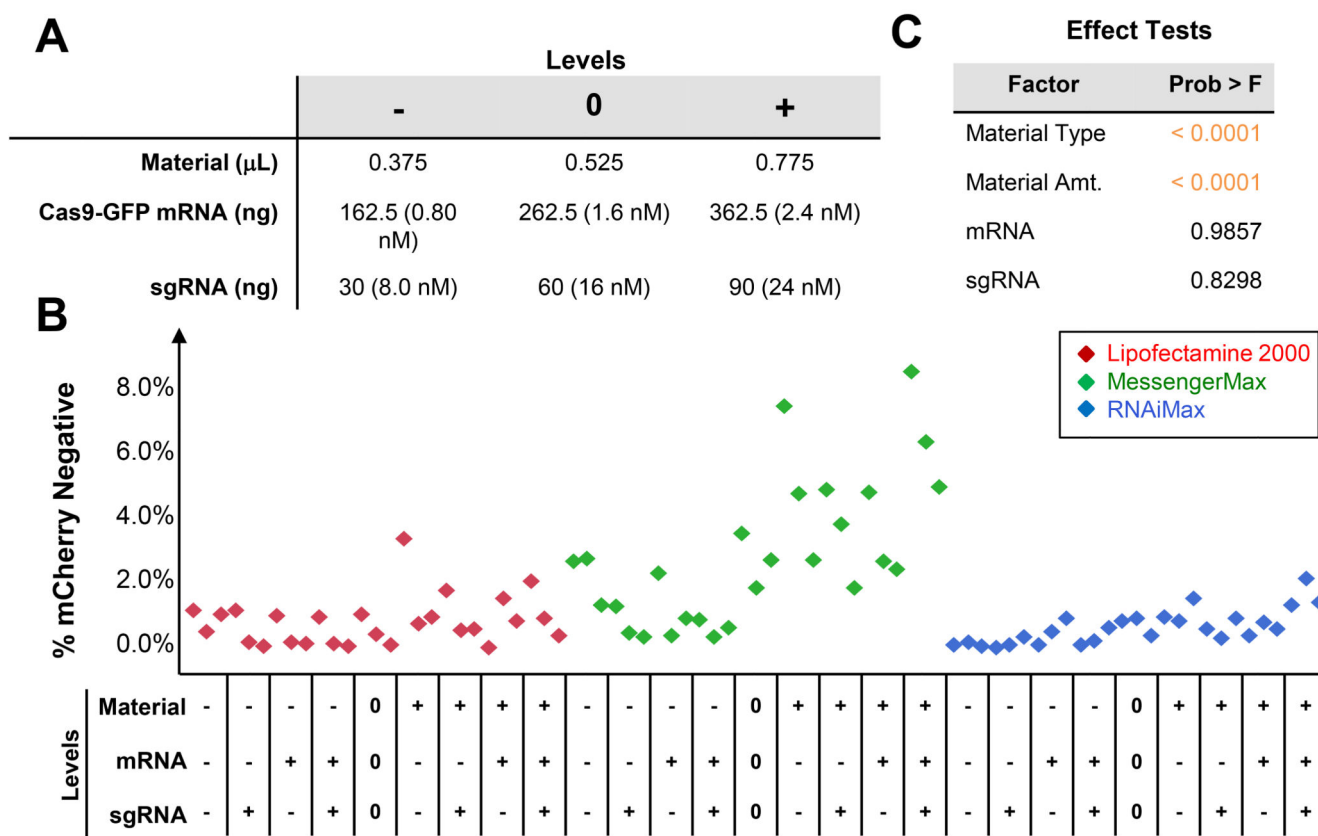 A
Levels
- 0 +
Material (μL) 0.375 0.525 0.775
Cas9-GFP mRNA (ng) 162.5 (0.80 nM) 262.5 (1.6 nM) 362.5 (2.4 nM)
sgRNA (ng) 30 (8.0 nM) 60 (16 nM) 90 (24 nM)
C
Effect Tests
Factor Prob > F
Material Type < 0.0001
Material Amt. < 0.0001
mRNA 0.9857
sgRNA 0.8298
B
Lipofectamine 2000
MessengerMax
RNAiMax
% mCherry Negative
8.0%
6.0%
4.0%
2.0%
0.0%
Levels
Material - - - - 0 + + + + - - - - 0 + + + + - - - - 0 + + + +
mRNA - - + + 0 - - + + - - + + 0 - - + + - - + + 0 - - + +
sgRNA - + - + 0 - + - + - + - + 0 - + - + - + - + 0 - + - +